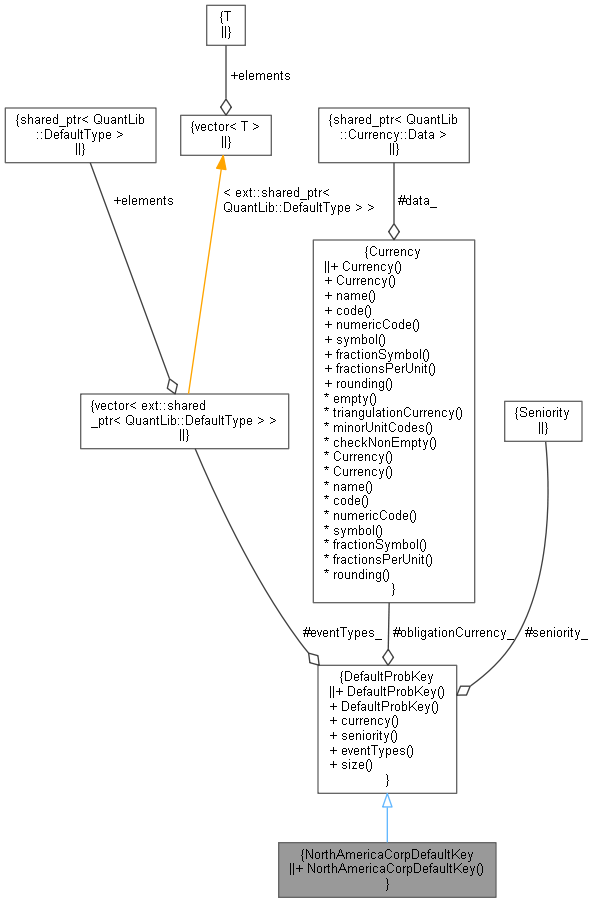 {T
||}
+elements
{shared_ptr< QuantLib
::DefaultType >
||}
{vector< T >
||}
{shared_ptr< QuantLib
::Currency::Data >
||}
+elements
< ext::shared_ptr<
QuantLib::DefaultType > >
#data_
{Currency
||+ Currency()
+ Currency()
+ name()
+ code()
+ numericCode()
+ symbol()
+ fractionSymbol()
+ fractionsPerUnit()
+ rounding()
* empty()
* triangulationCurrency()
* minorUnitCodes()
* checkNonEmpty()
* Currency()
* Currency()
* name()
* code()
* numericCode()
* symbol()
* fractionSymbol()
* fractionsPerUnit()
* rounding()
}
{vector< ext::shared
_ptr< QuantLib::DefaultType > >
||}
{Seniority
||}
#eventTypes_
#obligationCurrency_
#seniority_
{DefaultProbKey
||+ DefaultProbKey()
+ DefaultProbKey()
+ currency()
+ seniority()
+ eventTypes()
+ size()
}
{NorthAmericaCorpDefaultKey
||+ NorthAmericaCorpDefaultKey()
}